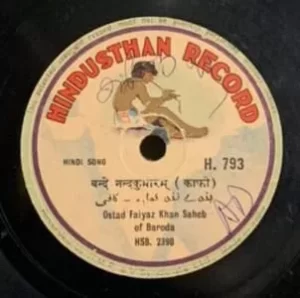 HINDUSTHAN RECORD
HINDI SONG
H. 793
बन्दे नन्दकुमारम् (काफी)
Ostad Faiyaz Khan Saheb
of Baroda
HSB. 2390